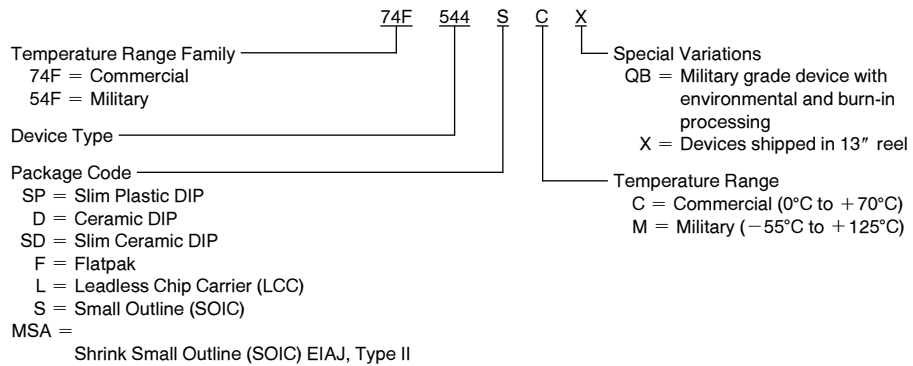 74F 544 S C X
Temperature Range Family
74F = Commercial
54F = Military
Device Type
Package Code
SP = Slim Plastic DIP
D = Ceramic DIP
SD = Slim Ceramic DIP
F = Flatpak
L = Leadless Chip Carrier (LCC)
S = Small Outline (SOIC)
MSA =
Shrink Small Outline (SOIC) EIAJ, Type II
Special Variations
QB = Military grade device with
environmental and burn-in
processing
X = Devices shipped in 13″ reel
Temperature Range
C = Commercial (0°C to +70°C)
M = Military (−55°C to +125°C)